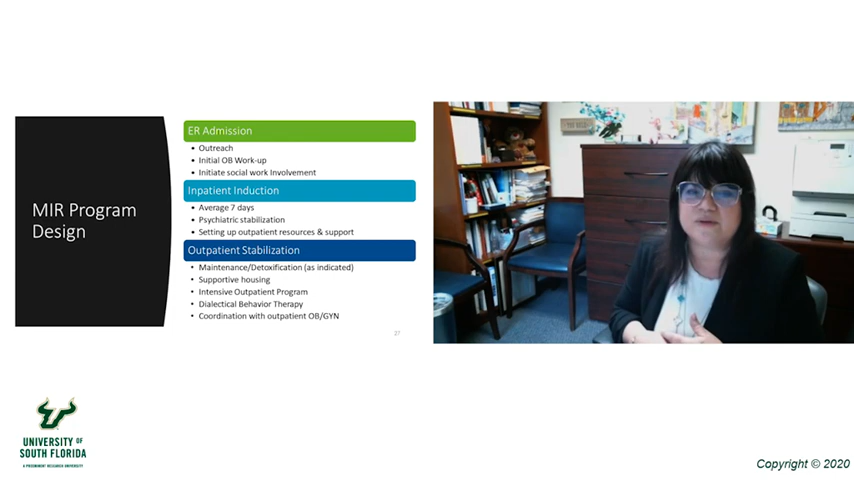 MIR Program
Design
ER Admission
• Outreach
• Initial OB Work-up
• Initiate social work Involvement
Inpatient Induction
• Average 7 days
• Psychiatric stabilization
• Setting up outpatient resources & support
Outpatient Stabilization
• Maintenance/Detoxification (as indicated)
• Supportive housing
• Intensive Outpatient Program
• Dialectical Behavior Therapy
• Coordination with outpatient OB/GYN
27
UNIVERSITY OF
SOUTH FLORIDA
A PREEMINENT RESEARCH UNIVERSITY
Copyright © 2020